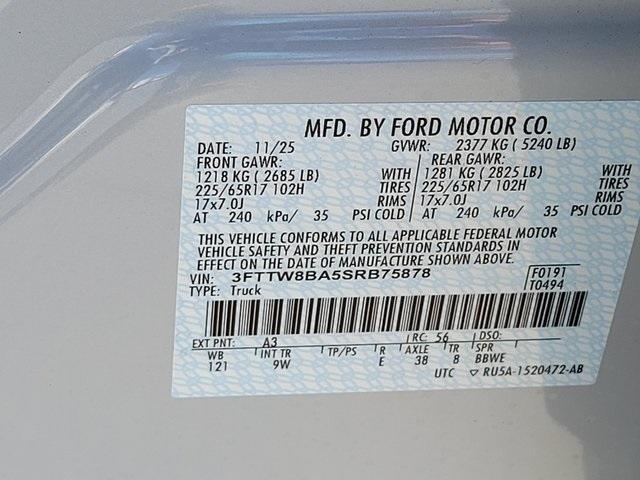 MFD. BY FORD MOTOR CO.
DATE: 11/25 GVWR: 2377 KG ( 5240 LB)
FRONT GAWR: REAR GAWR:
1218 KG ( 2685 LB) WITH 1281 KG ( 2825 LB) WITH
225/65R17 102H TIRES 225/65R17 102H TIRES
17x7.0J RIMS 17x7.0J RIMS
AT 240 kPa/ 35 PSI COLD AT 240 kPa/ 35 PSI COLD
THIS VEHICLE CONFORMS TO ALL APPLICABLE FEDERAL MOTOR
VEHICLE SAFETY AND THEFT PREVENTION STANDARDS IN
EFFECT ON THE DATE OF MANUFACTURE SHOWN ABOVE.
VIN: 3FTTW8BA5SRB75878 F0191
TYPE: Truck T0494
EXT PNT: A3 RC: 56 DSO:
WB INT TR TP/PS R AXLE TR SPR
121 9W E 38 8 BBWE
UTC ▽ RU5A-1520472-AB